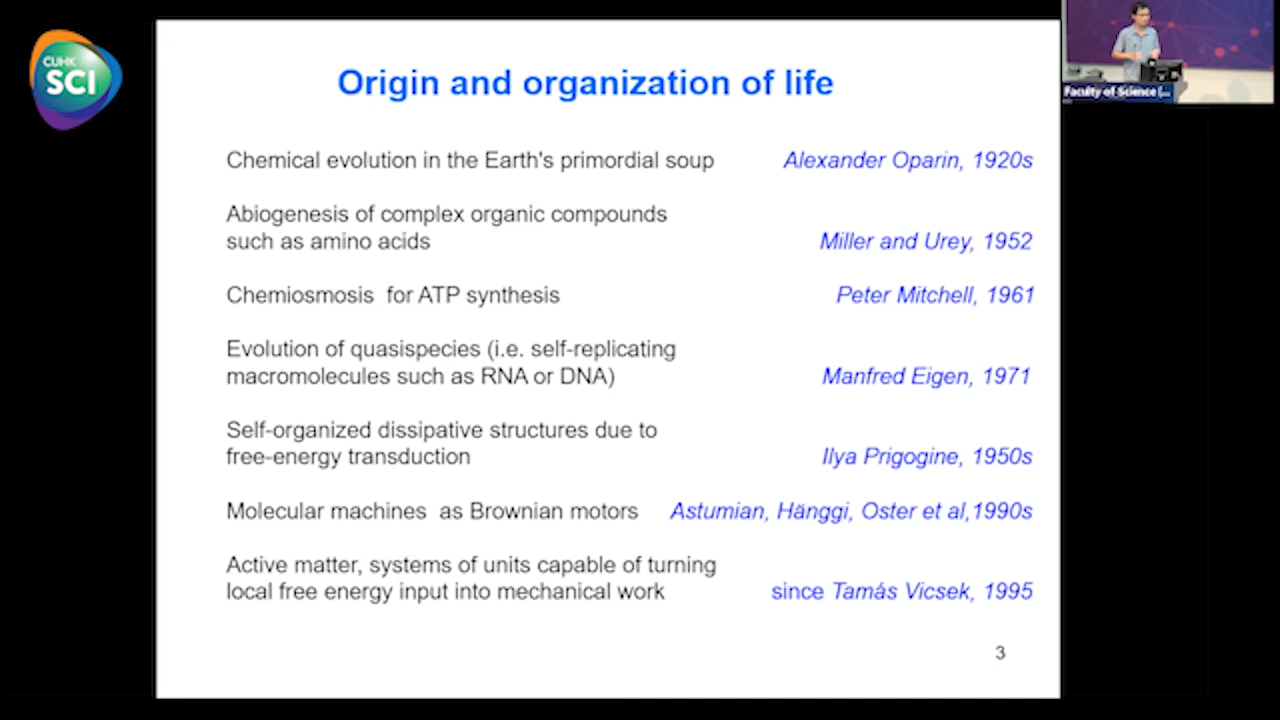 CUHK
SCI
Origin and organization of life
Chemical evolution in the Earth's primordial soup Alexander Oparin, 1920s
Abiogenesis of complex organic compounds
such as amino acids Miller and Urey, 1952
Chemiosmosis for ATP synthesis Peter Mitchell, 1961
Evolution of quasispecies (i.e. self-replicating
macromolecules such as RNA or DNA) Manfred Eigen, 1971
Self-organized dissipative structures due to
free-energy transduction Ilya Prigogine, 1950s
Molecular machines as Brownian motors Astumian, Hänggi, Oster et al,1990s
Active matter, systems of units capable of turning
local free energy input into mechanical work since Tamás Vicsek, 1995
3
Faculty of Science (...